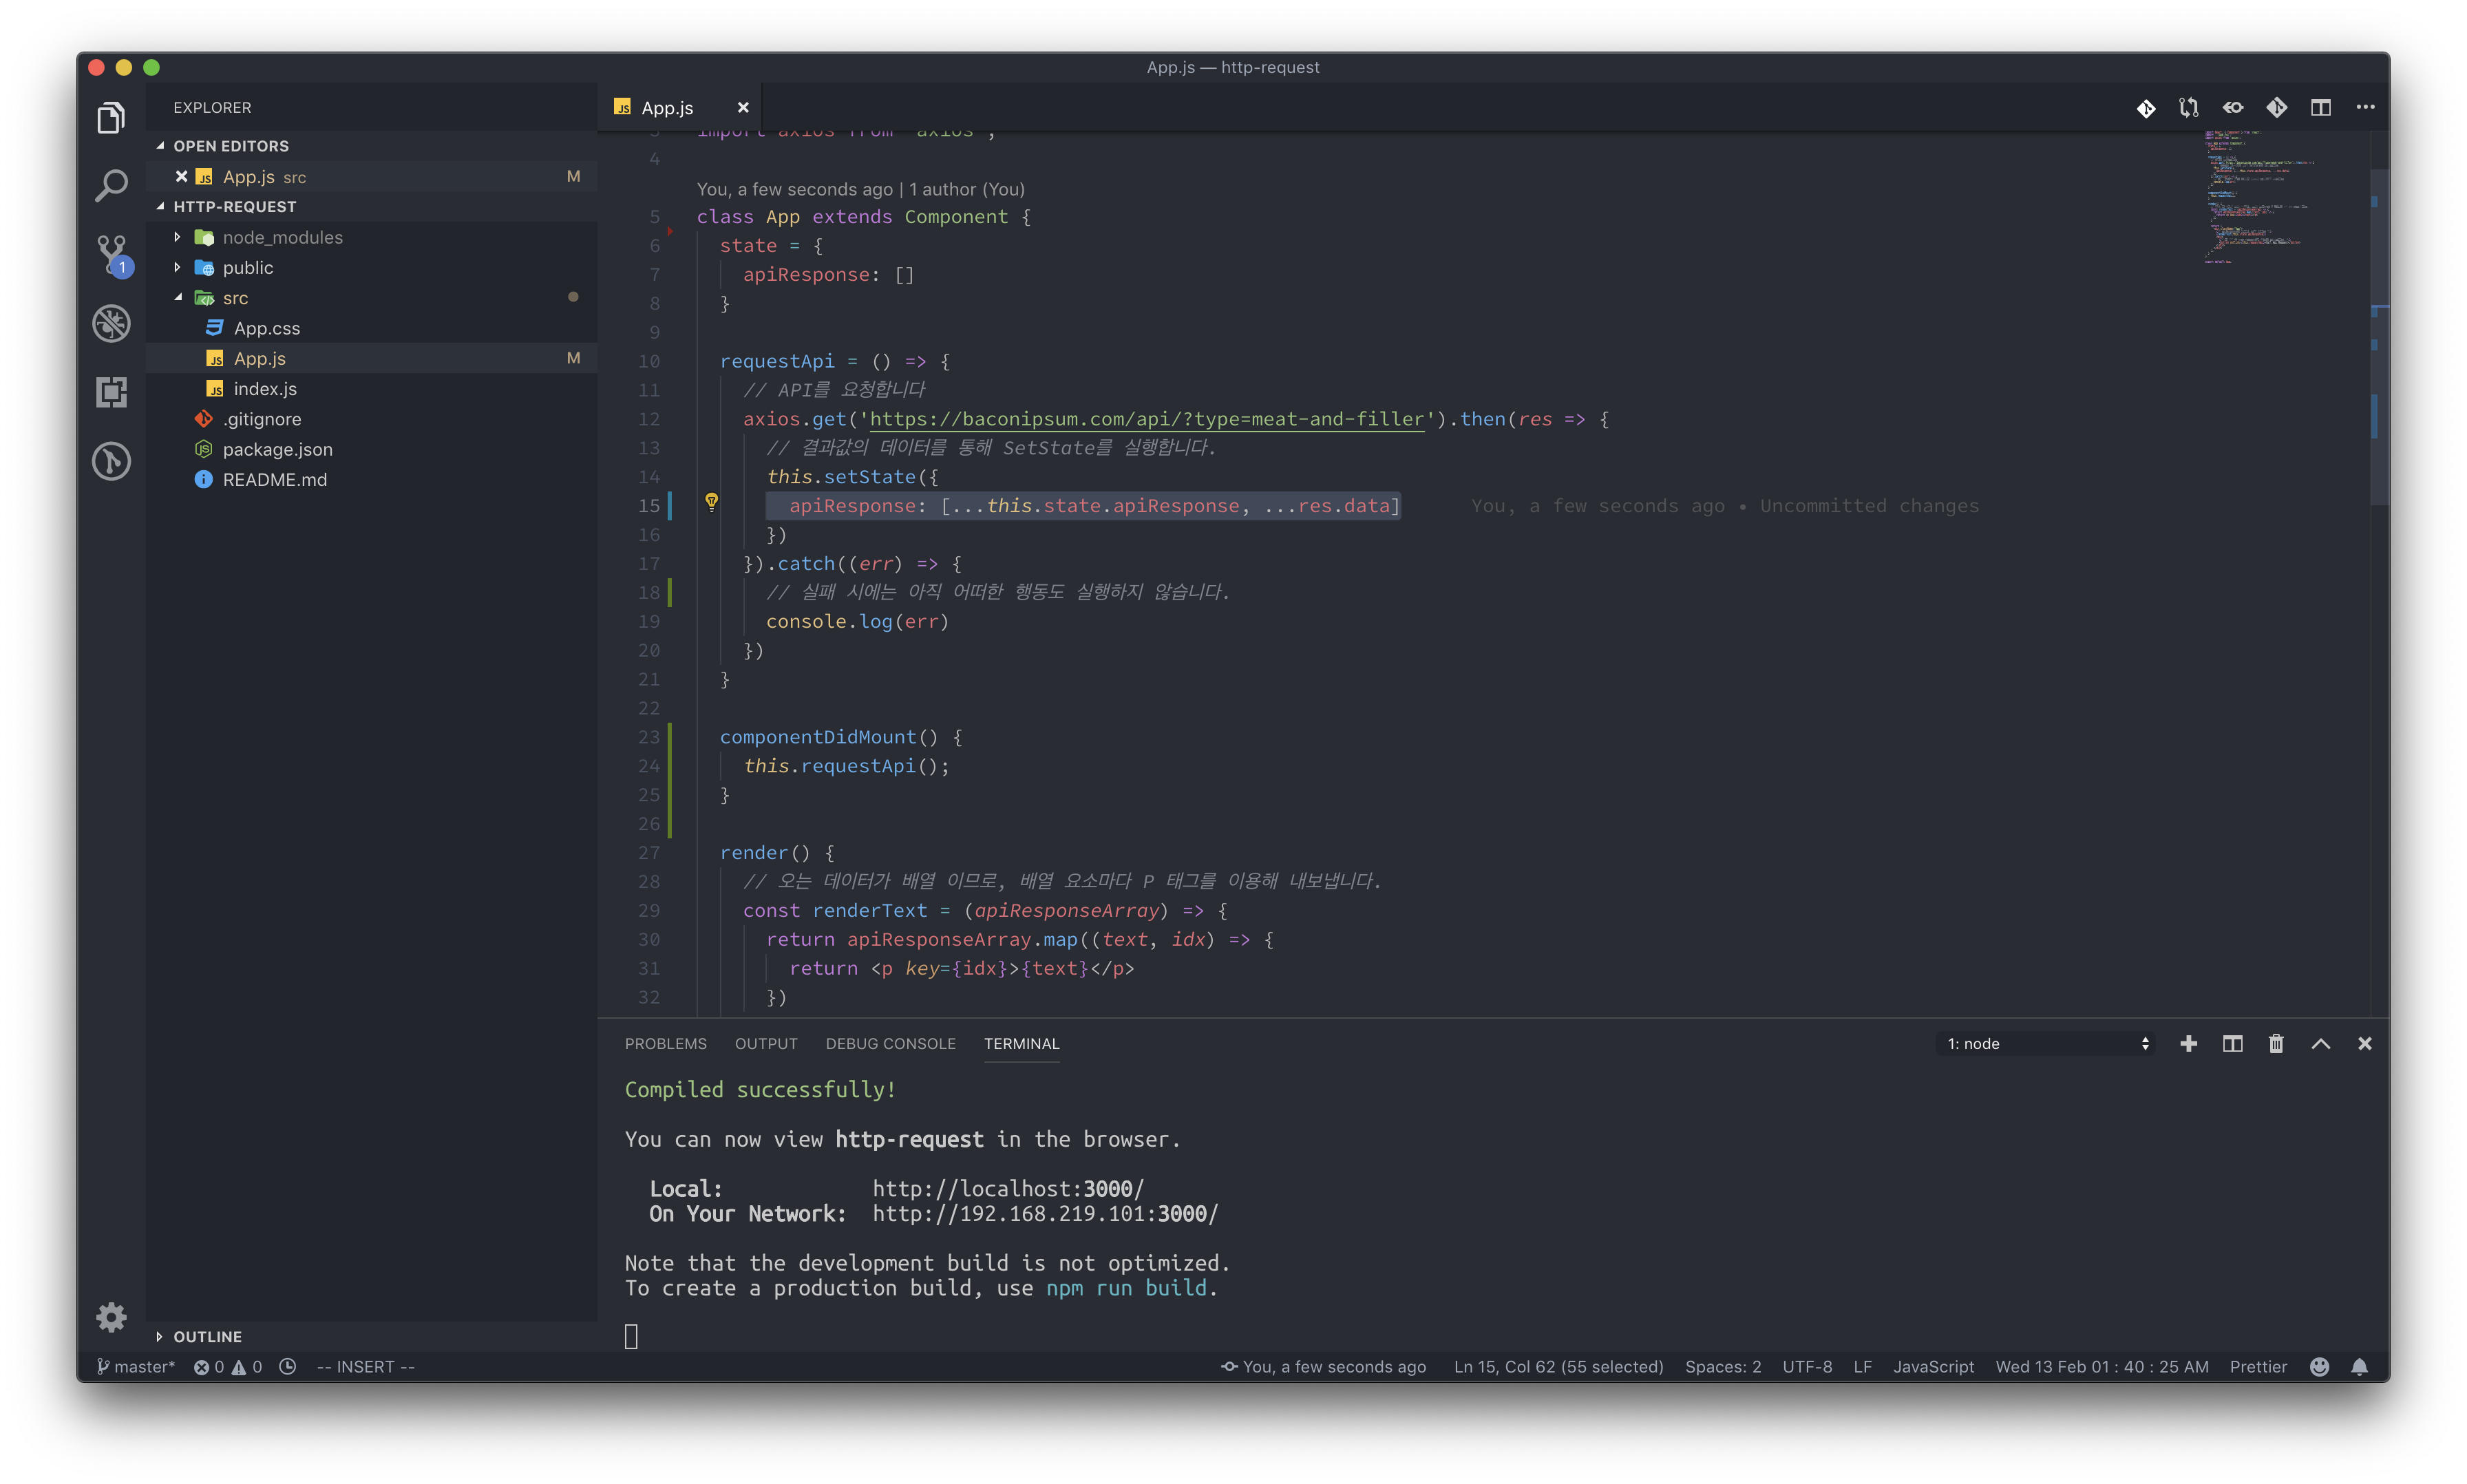 App.js — http-request
EXPLORER
OPEN EDITORS
App.js src M
HTTP-REQUEST
node_modules
public
src
App.css
App.js M
index.js
.gitignore
package.json
README.md
OUTLINE
1
App.js
3 import axios from 'axios';
4
You, a few seconds ago | 1 author (You)
5 class App extends Component {
6 state = {
7 apiResponse: []
8 }
9
10 requestApi = () => {
11 // API를 요청합니다
12 axios.get('https://baconipsum.com/api/?type=meat-and-filler').then(res => {
13 // 결과값의 데이터를 통해 SetState를 실행합니다.
14 this.setState({
15 apiResponse: [...this.state.apiResponse, ...res.data] You, a few seconds ago • Uncommitted changes
16 })
17 }).catch((err) => {
18 // 실패 시에는 아직 어떠한 행동도 실행하지 않습니다.
19 console.log(err)
20 })
21 }
22
23 componentDidMount() {
24 this.requestApi();
25 }
26
27 render() {
28 // 오는 데이터가 배열 이므로, 배열 요소마다 P 태그를 이용해 내보냅니다.
29 const renderText = (apiResponseArray) => {
30 return apiResponseArray.map((text, idx) => {
31 return <p key={idx}>{text}</p>
32 })
PROBLEMS OUTPUT DEBUG CONSOLE TERMINAL 1: node
Compiled successfully!
You can now view http-request in the browser.
Local: http://localhost:3000/
On Your Network: http://192.168.219.101:3000/
Note that the development build is not optimized.
To create a production build, use npm run build.
master* 0 0 -- INSERT -- You, a few seconds ago Ln 15, Col 62 (55 selected) Spaces: 2 UTF-8 LF JavaScript Wed 13 Feb 01 : 40 : 25 AM Prettier